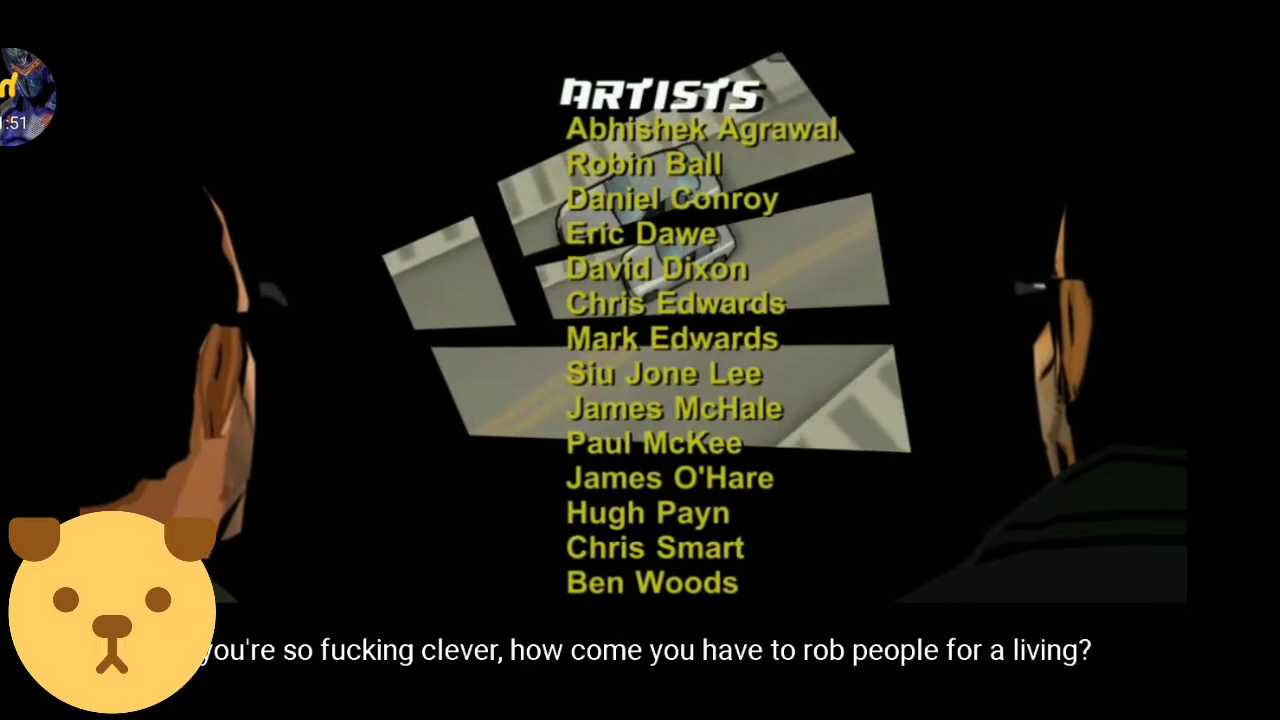 ARTISTS
Abhishek Agrawal
Robin Ball
Daniel Conroy
Eric Dawe
David Dixon
Chris Edwards
Mark Edwards
Siu Jone Lee
James McHale
Paul McKee
James O'Hare
Hugh Payn
Chris Smart
Ben Woods
you're so fucking clever, how come you have to rob people for a living?
:51